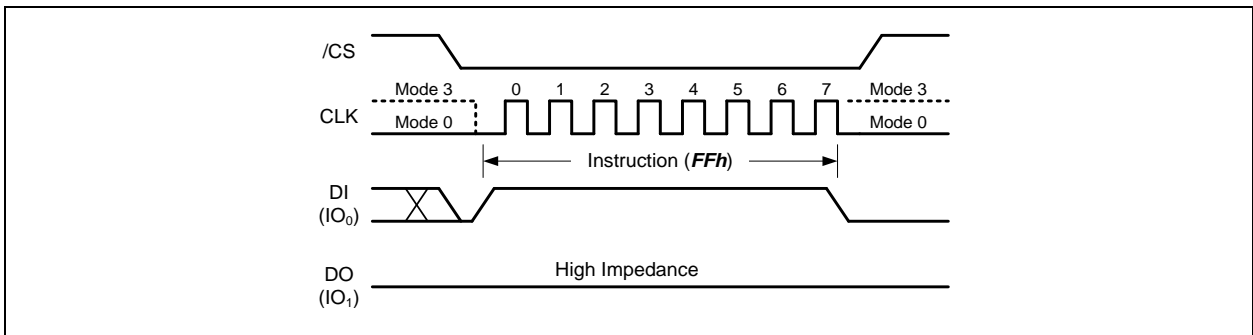 /CS
Mode 3 0 1 2 3 4 5 6 7 Mode 3
CLK
Mode 0 Mode 0
Instruction (FFh)
DI
(IO₀)
High Impedance
DO
(IO₁)